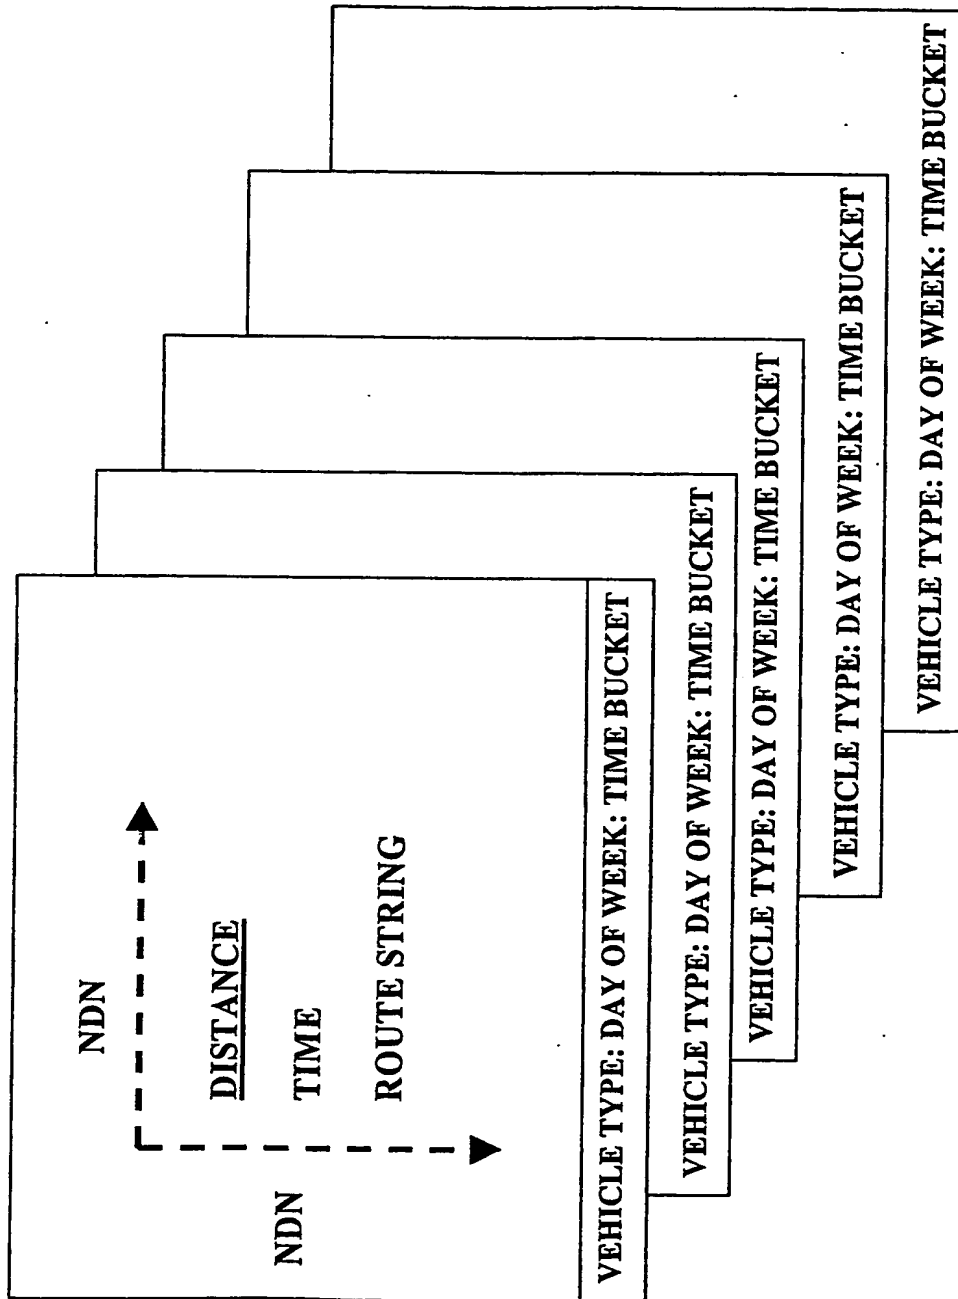 NDN
NDN
DISTANCE
TIME
ROUTE STRING
VEHICLE TYPE: DAY OF WEEK: TIME BUCKET
VEHICLE TYPE: DAY OF WEEK: TIME BUCKET
VEHICLE TYPE: DAY OF WEEK: TIME BUCKET
VEHICLE TYPE: DAY OF WEEK: TIME BUCKET
VEHICLE TYPE: DAY OF WEEK: TIME BUCKET